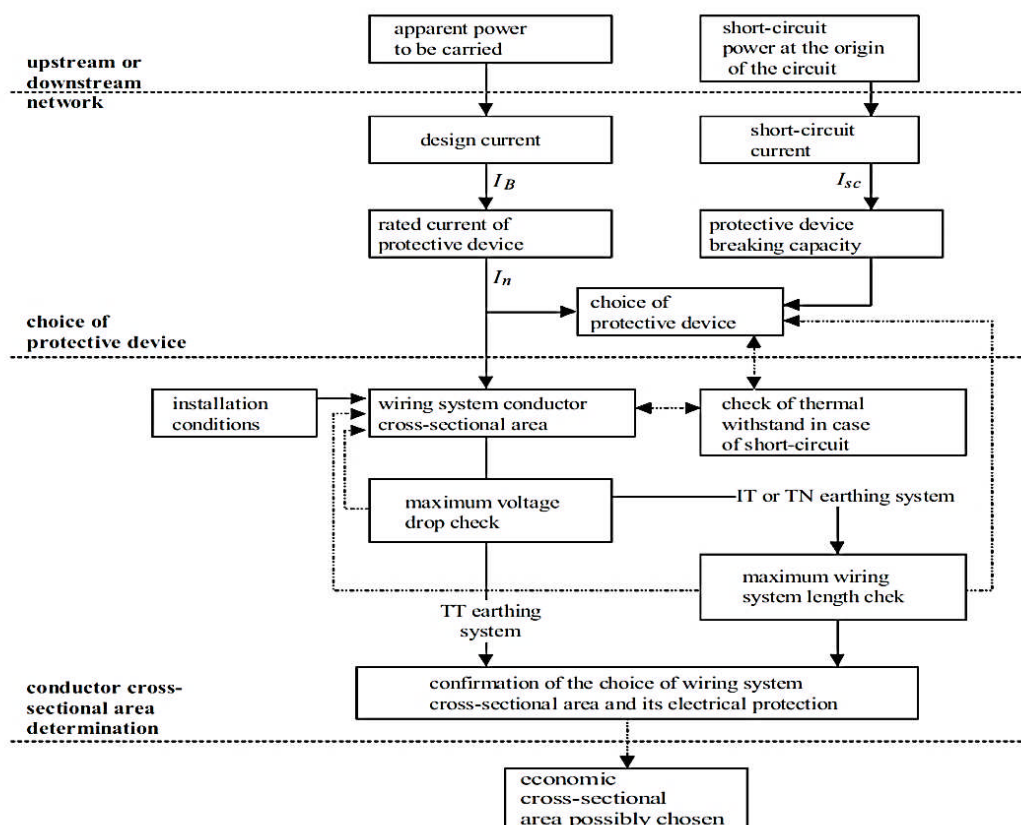 apparent power
to be carried
short-circuit
power at the origin
of the circuit
upstream or
downstream
network
design current
short-circuit
current
I_B
I_sc
rated current of
protective device
protective device
breaking capacity
I_n
choice of
protective device
choice of
protective device
installation
conditions
wiring system conductor
cross-sectional area
check of thermal
withstand in case
of short-circuit
maximum voltage
drop check
IT or TN earthing system
maximum wiring
system length chek
TT earthing
system
confirmation of the choice of wiring system
cross-sectional area and its electrical protection
conductor cross-
sectional area
determination
economic
cross-sectional
area possibly chosen